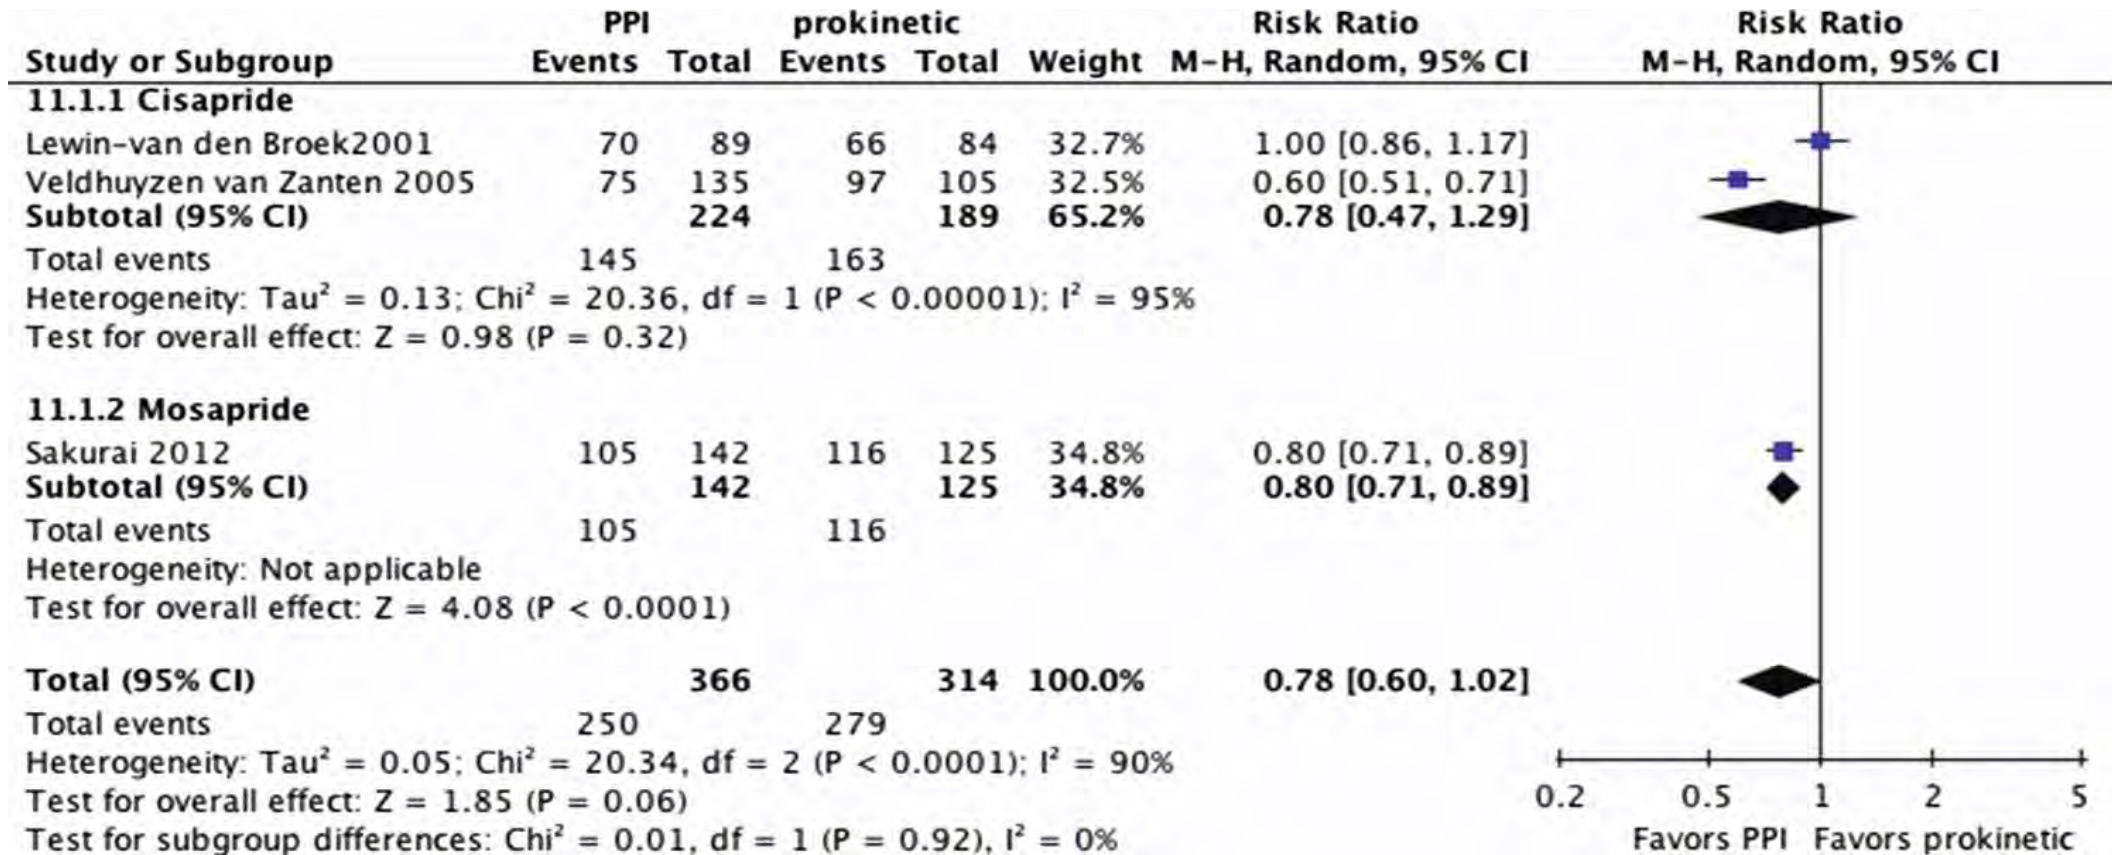 PPI prokinetic Risk Ratio Risk Ratio
Study or Subgroup Events Total Events Total Weight M-H, Random, 95% CI M-H, Random, 95% CI
11.1.1 Cisapride
Lewin-van den Broek2001 70 89 66 84 32.7% 1.00 [0.86, 1.17]
Veldhuyzen van Zanten 2005 75 135 97 105 32.5% 0.60 [0.51, 0.71]
Subtotal (95% CI) 224 189 65.2% 0.78 [0.47, 1.29]
Total events 145 163
Heterogeneity: Tau² = 0.13; Chi² = 20.36, df = 1 (P < 0.00001); I² = 95%
Test for overall effect: Z = 0.98 (P = 0.32)
11.1.2 Mosapride
Sakurai 2012 105 142 116 125 34.8% 0.80 [0.71, 0.89]
Subtotal (95% CI) 142 125 34.8% 0.80 [0.71, 0.89]
Total events 105 116
Heterogeneity: Not applicable
Test for overall effect: Z = 4.08 (P < 0.0001)
Total (95% CI) 366 314 100.0% 0.78 [0.60, 1.02]
Total events 250 279
Heterogeneity: Tau² = 0.05; Chi² = 20.34, df = 2 (P < 0.0001); I² = 90%
Test for overall effect: Z = 1.85 (P = 0.06)
Test for subgroup differences: Chi² = 0.01, df = 1 (P = 0.92), I² = 0%
0.2 0.5 1 2 5
Favors PPI Favors prokinetic